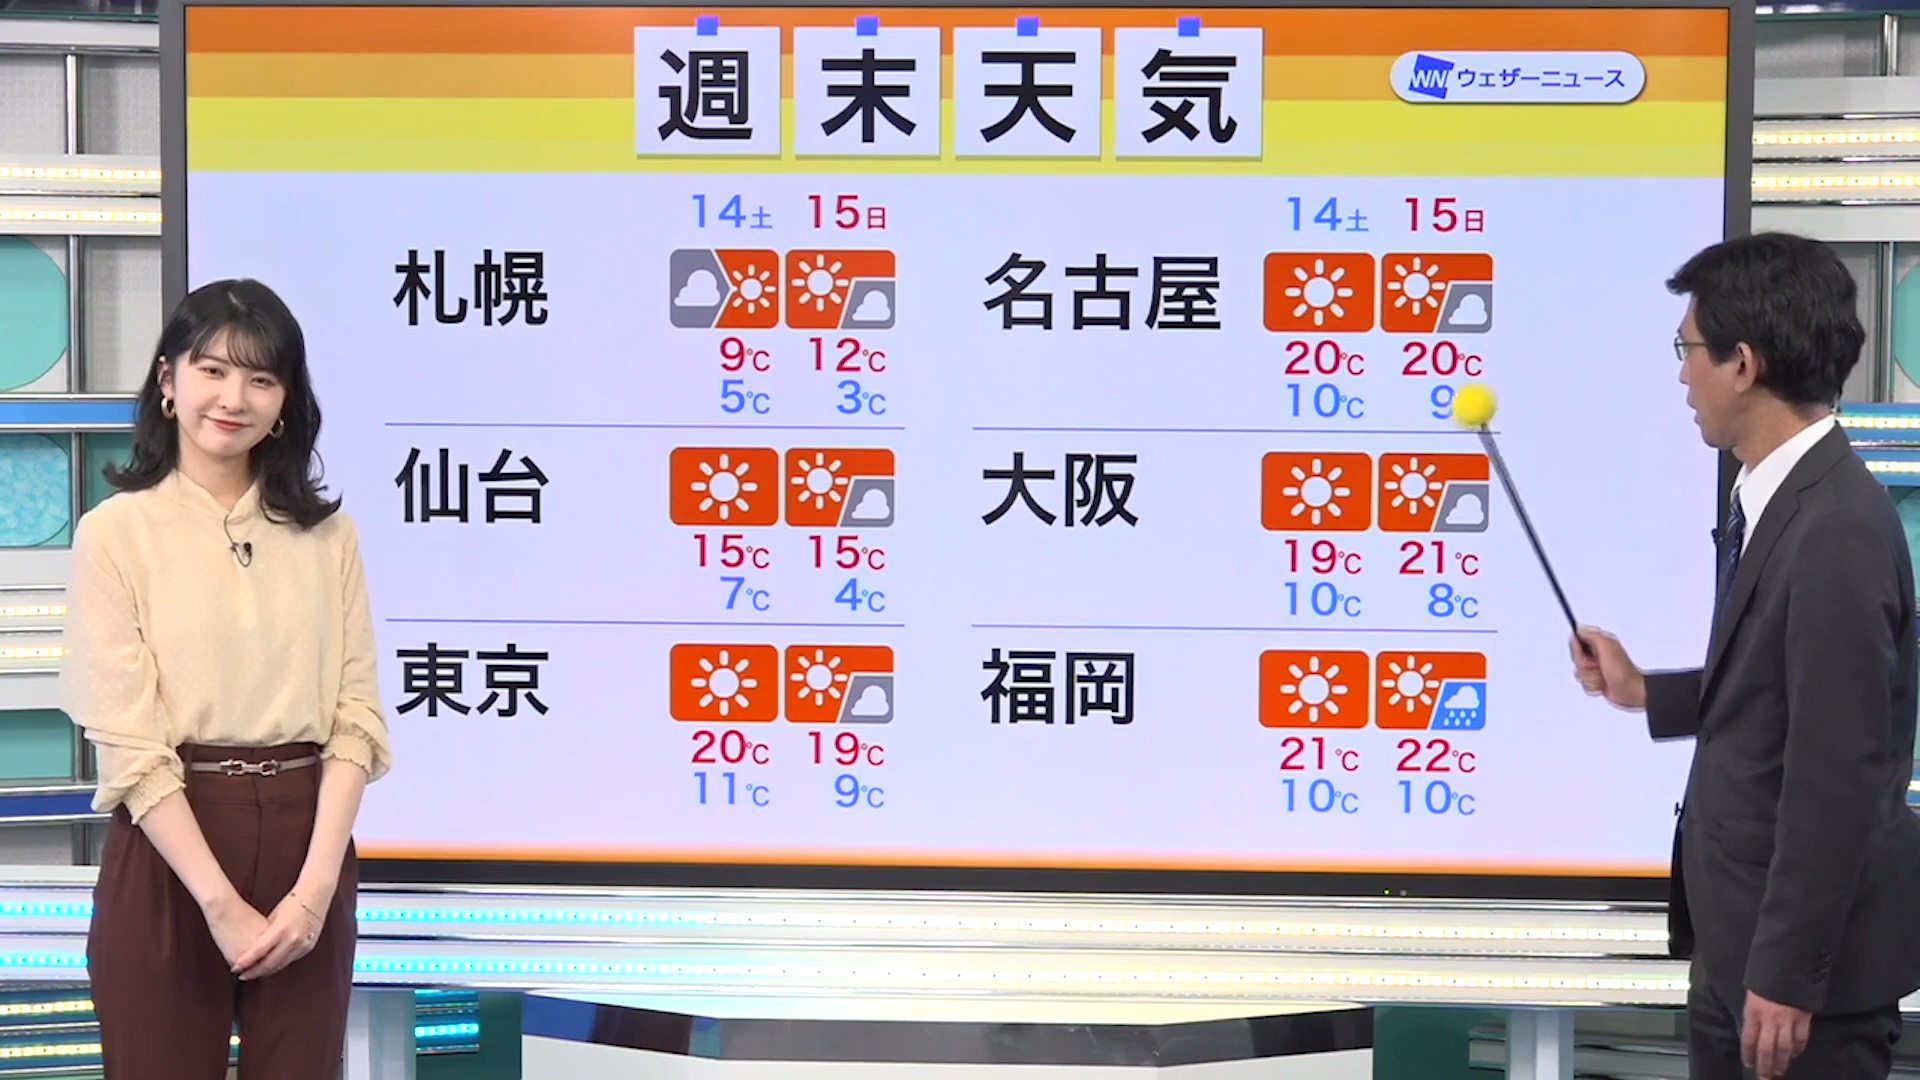 週末天気
WN ウェザーニュース
14土 15日
札幌
9℃ 12℃
5℃ 3℃
仙台
15℃ 15℃
7℃ 4℃
東京
20℃ 19℃
11℃ 9℃
14土 15日
名古屋
20℃ 20℃
10℃ 9
大阪
19℃ 21℃
10℃ 8℃
福岡
21℃ 22℃
10℃ 10℃